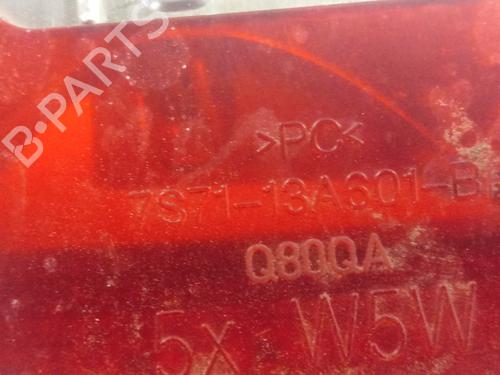 B-PARTS
>PC<
7S71-13A601-B
Q80QA
5x-W5W